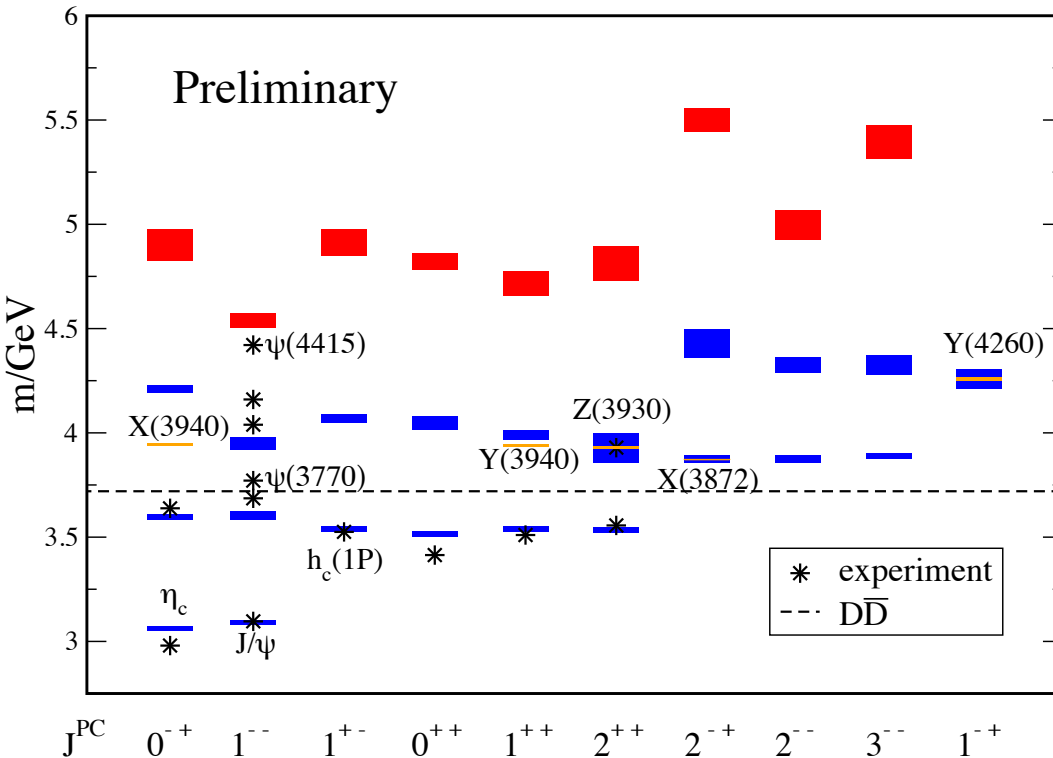 6
Preliminary
5.5
5
m/GeV
4.5
ψ(4415)
Y(4260)
X(3940)
Z(3930)
4
Y(3940)
ψ(3770)
X(3872)
3.5
h_c(1P)
experiment
η_c
DD̅
3
J/ψ
J^PC 0^-+ 1^-- 1^+- 0^++ 1^++ 2^++ 2^-+ 2^-- 3^-- 1^-+